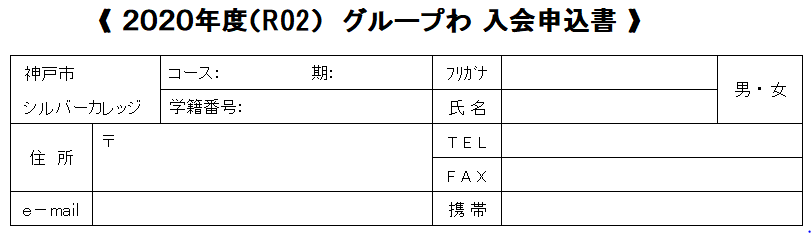 《 2020年度(R02) グループわ 入会申込書 》
神戸市
シルバーカレッジ
コース: 期:
学籍番号:
ﾌﾘｶﾞﾅ
氏 名
男・女
住 所
〒
ＴＥＬ
ＦＡＸ
e－mail
携 帯